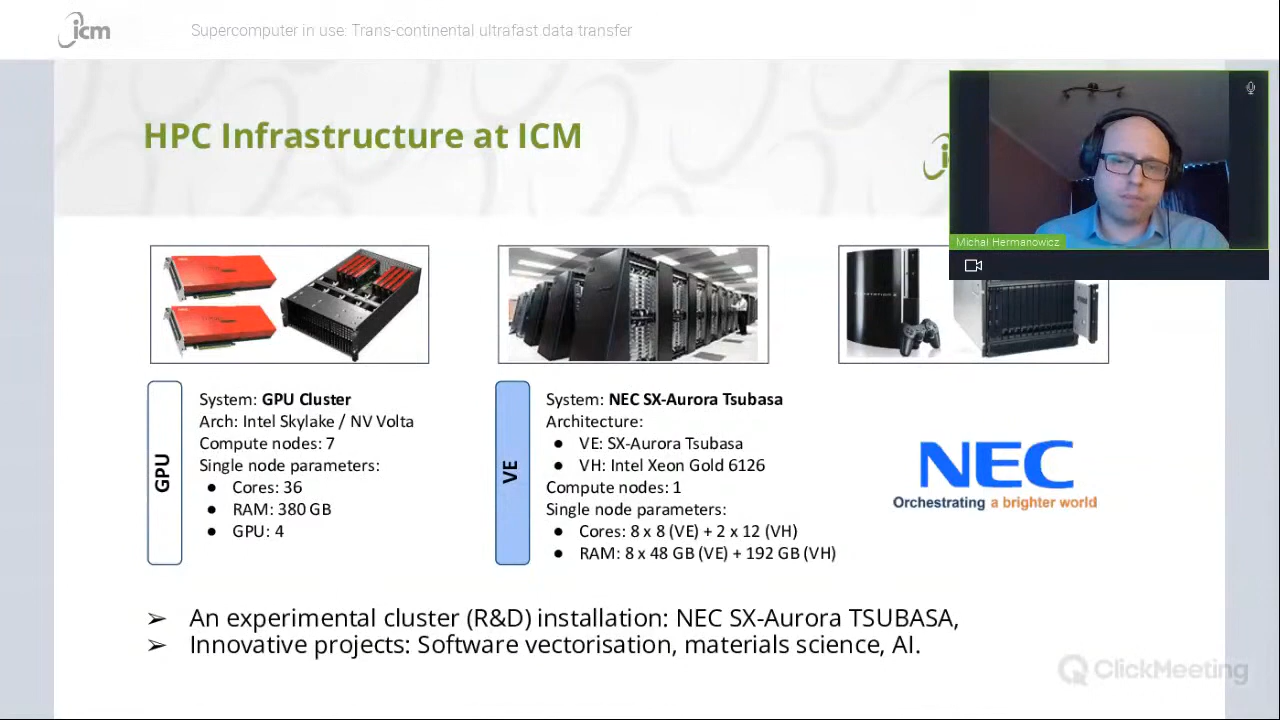 icm
Supercomputer in use: Trans-continental ultrafast data transfer
HPC Infrastructure at ICM
Michal Hermanowicz
GPU
System: GPU Cluster
Arch: Intel Skylake / NV Volta
Compute nodes: 7
Single node parameters:
● Cores: 36
● RAM: 380 GB
● GPU: 4
VE
System: NEC SX-Aurora Tsubasa
Architecture:
● VE: SX-Aurora Tsubasa
● VH: Intel Xeon Gold 6126
Compute nodes: 1
Single node parameters:
● Cores: 8 x 8 (VE) + 2 x 12 (VH)
● RAM: 8 x 48 GB (VE) + 192 GB (VH)
NEC
Orchestrating a brighter world
➢ An experimental cluster (R&D) installation: NEC SX-Aurora TSUBASA,
➢ Innovative projects: Software vectorisation, materials science, AI.
ClickMeeting